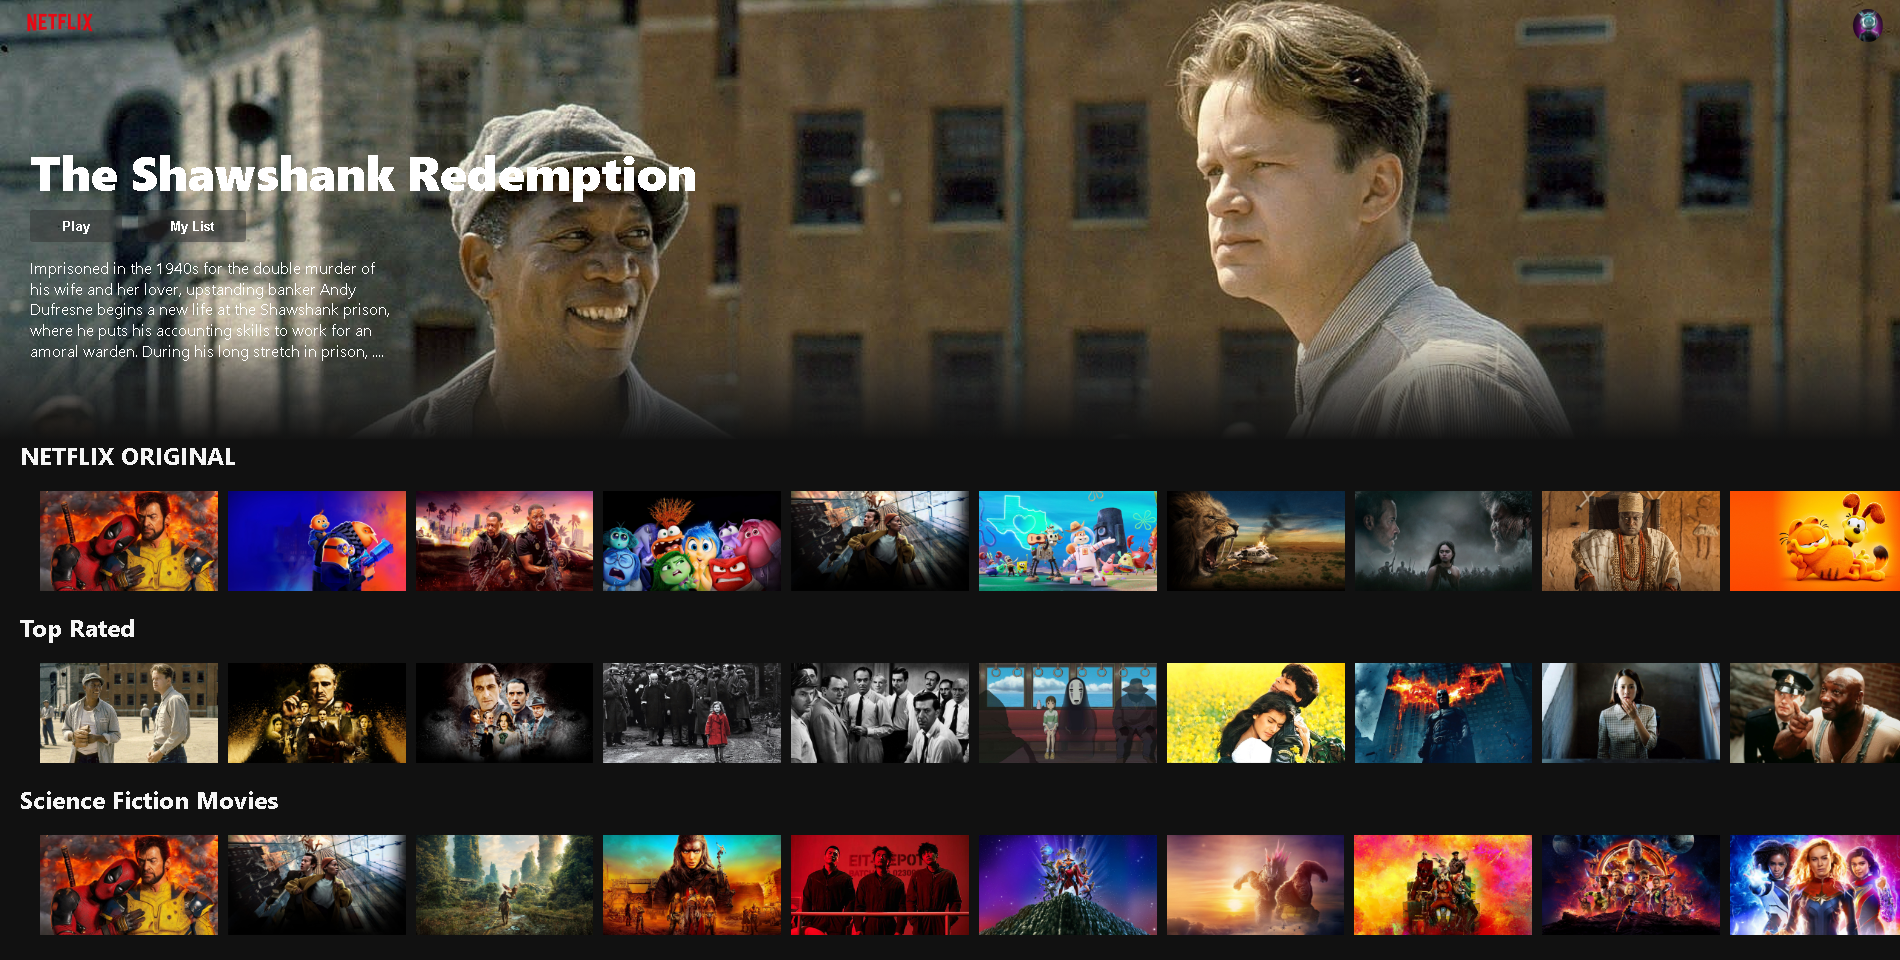 NETFLIX
The Shawshank Redemption
Play
My List
Imprisoned in the 1940s for the double murder of
his wife and her lover, upstanding banker Andy
Dufresne begins a new life at the Shawshank prison,
where he puts his accounting skills to work for an
amoral warden. During his long stretch in prison, ....
NETFLIX ORIGINAL
Top Rated
Science Fiction Movies